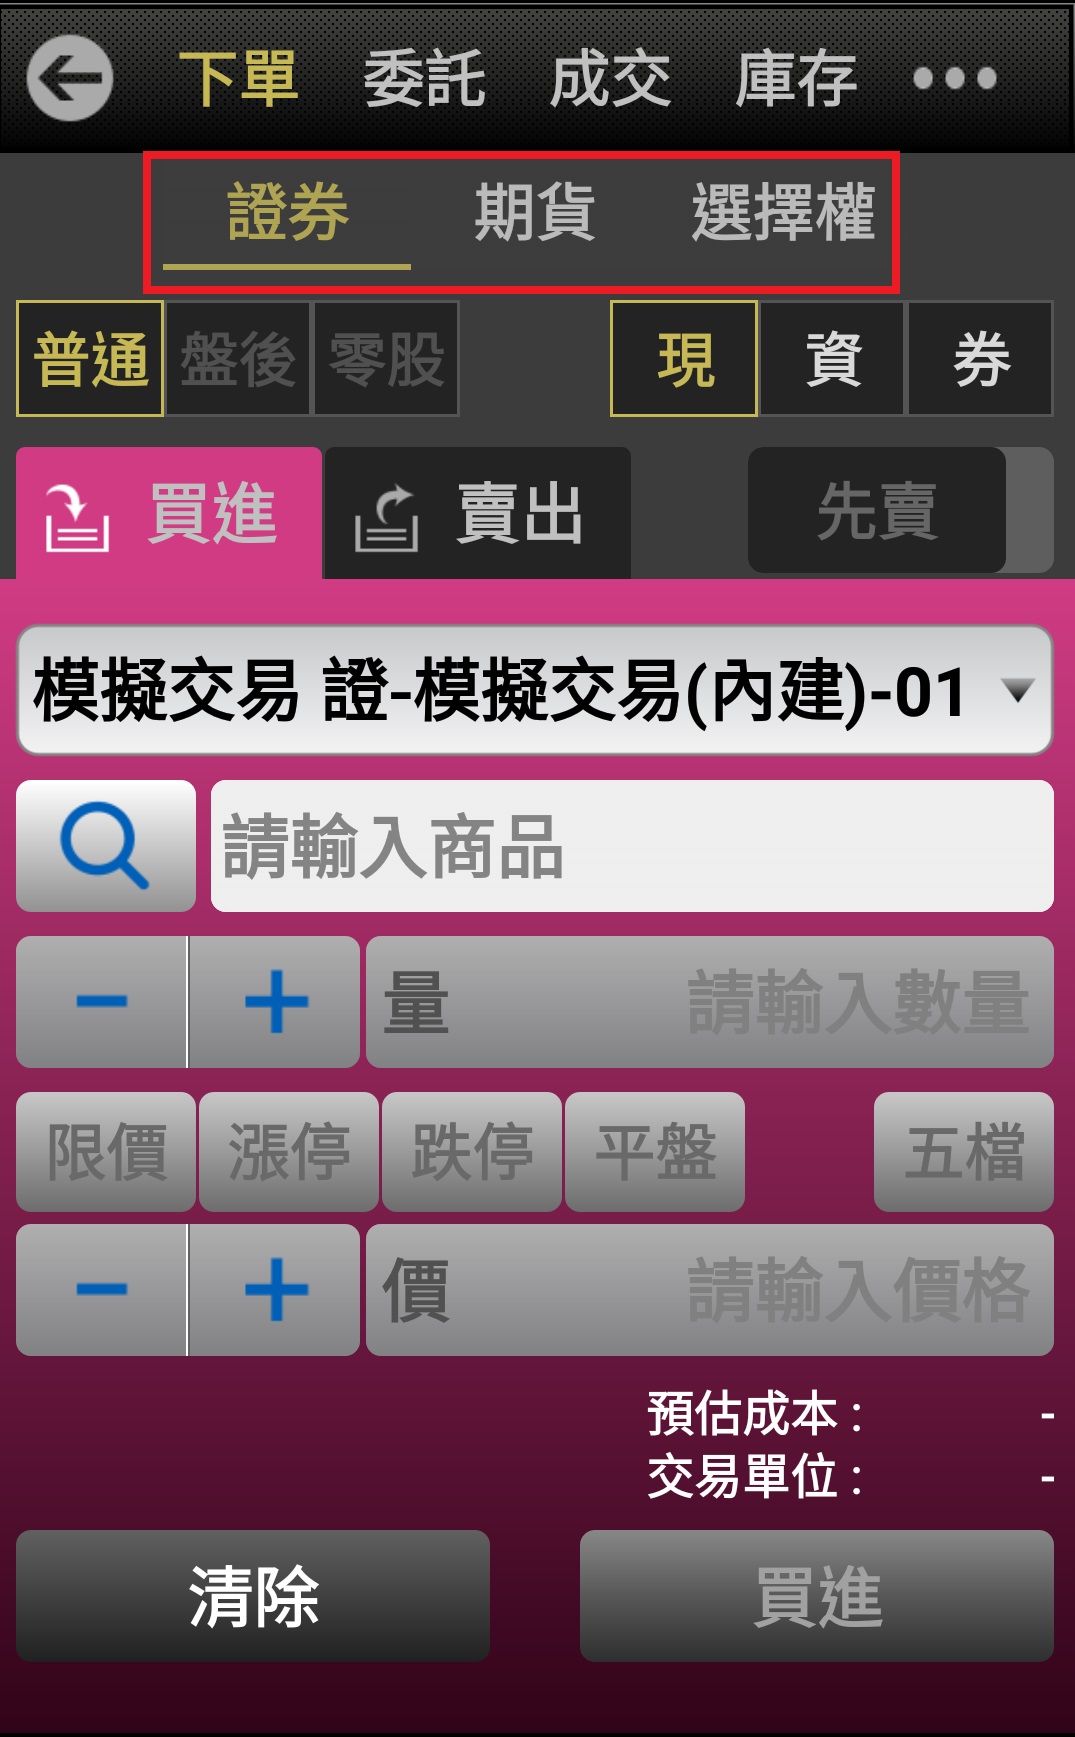 下單 委託 成交 庫存
證券 期貨 選擇權
普通 盤後 零股 現 資 券
買進 賣出 先賣
模擬交易 證-模擬交易(內建)-01
請輸入商品
量 請輸入數量
限價 漲停 跌停 平盤 五檔
價 請輸入價格
預估成本： -
交易單位： -
清除 買進